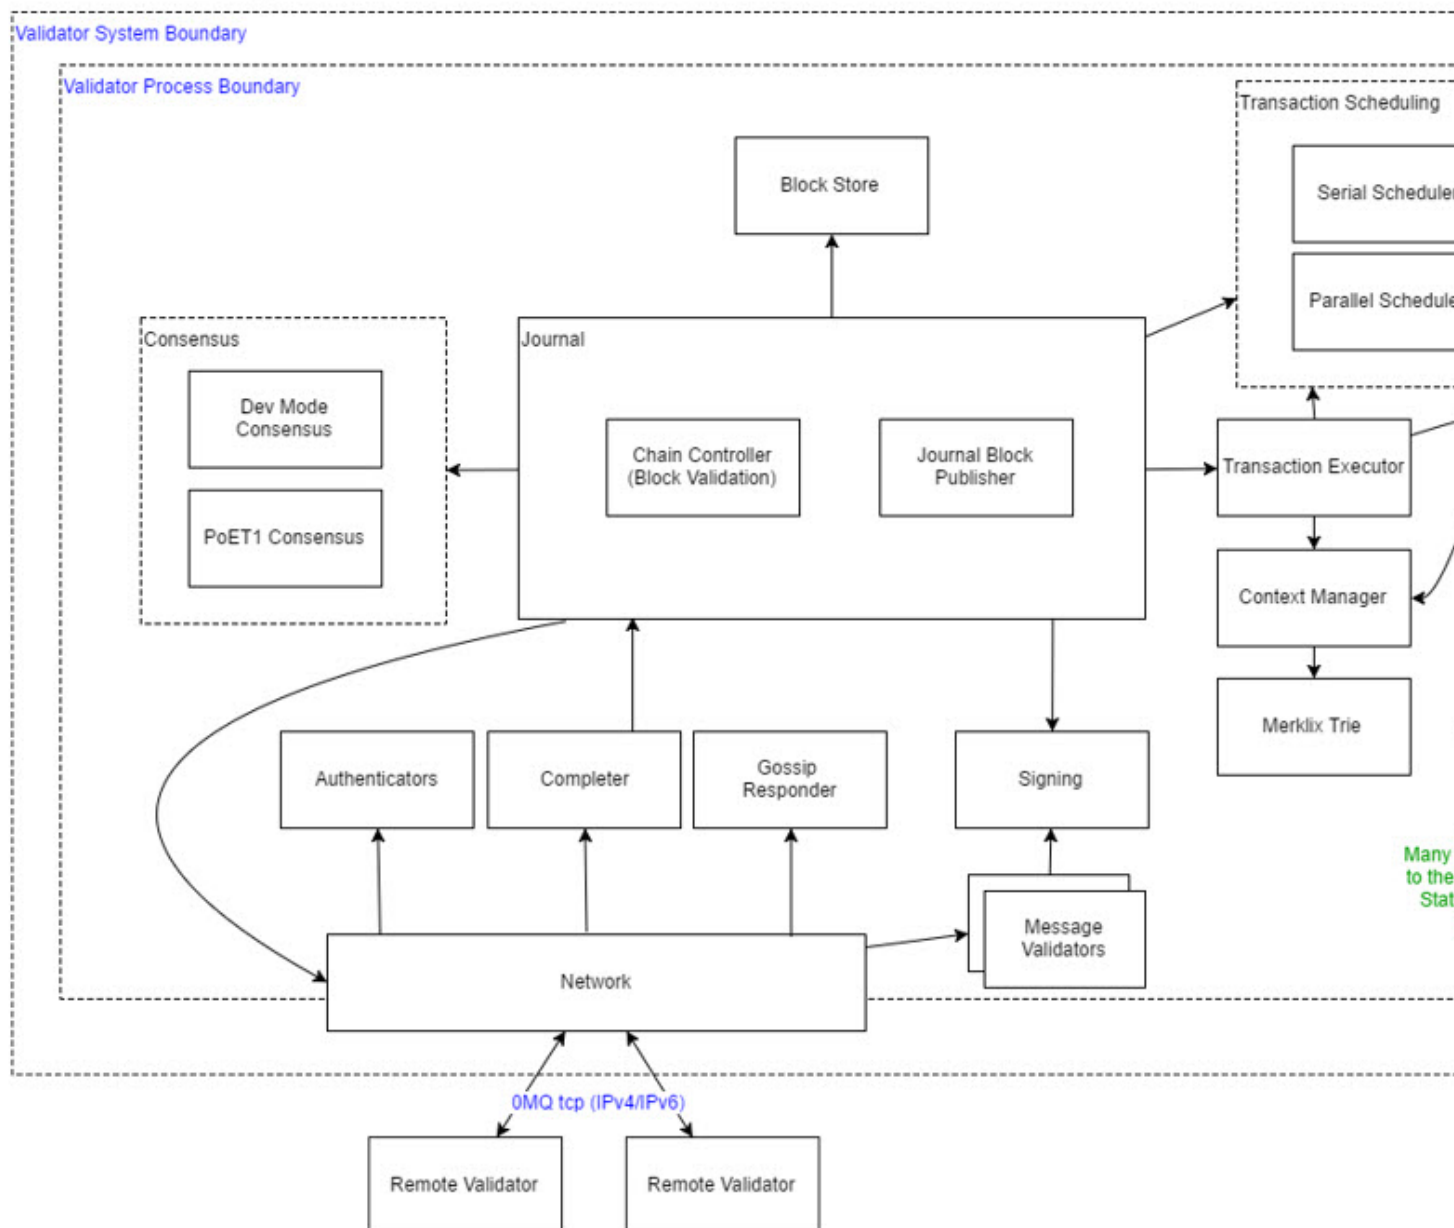 Validator System Boundary
Validator Process Boundary
Transaction Scheduling
Block Store
Serial Scheduler
Parallel Schedule
Consensus
Journal
Dev Mode
Consensus
Chain Controller
(Block Validation)
Journal Block
Publisher
Transaction Executor
PoET1 Consensus
Context Manager
Merklix Trie
Authenticators
Completer
Gossip
Responder
Signing
Many
to the
Stat
Message
Validators
Network
0MQ tcp (IPv4/IPv6)
Remote Validator
Remote Validator